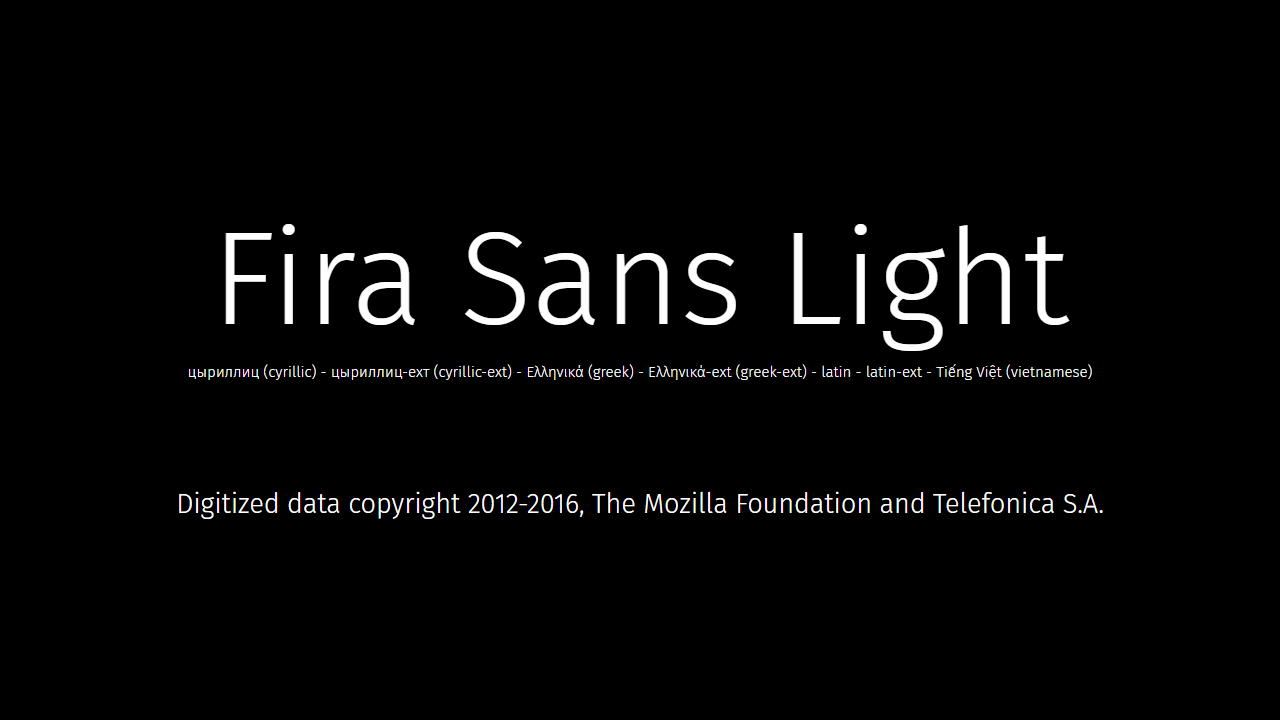 Fira Sans Light
цыриллиц (cyrillic) - цыриллиц-ехт (cyrillic-ext) - Ελληνικά (greek) - Ελληνικά-ext (greek-ext) - latin - latin-ext - Tiếng Việt (vietnamese)
Digitized data copyright 2012-2016, The Mozilla Foundation and Telefonica S.A.